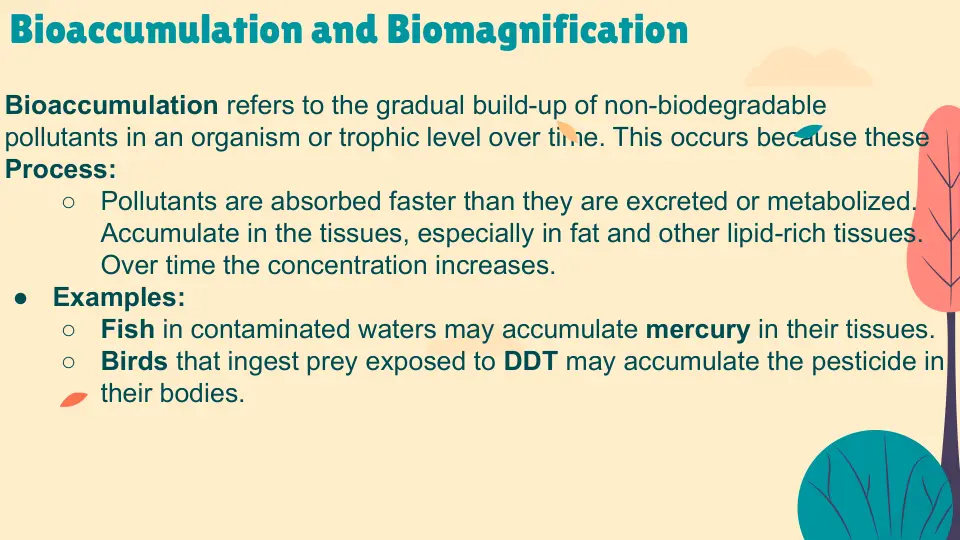 Bioaccumulation and Biomagnification
Bioaccumulation refers to the gradual build-up of non-biodegradable
pollutants in an organism or trophic level over time. This occurs because these
Process:
○ Pollutants are absorbed faster than they are excreted or metabolized.
Accumulate in the tissues, especially in fat and other lipid-rich tissues.
Over time the concentration increases.
● Examples:
○ Fish in contaminated waters may accumulate mercury in their tissues.
○ Birds that ingest prey exposed to DDT may accumulate the pesticide in
their bodies.